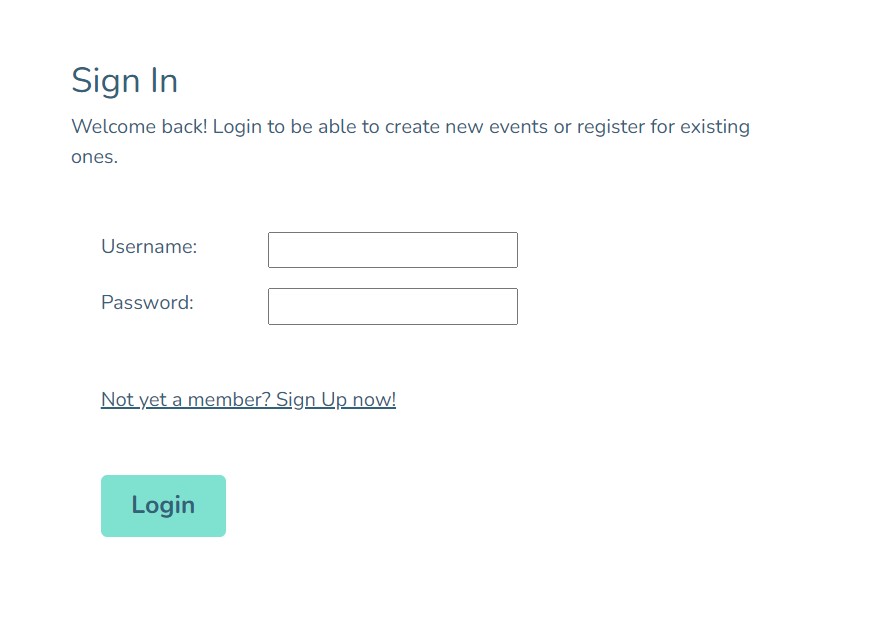 Sign In
Welcome back! Login to be able to create new events or register for existing
ones.
Username:
Password:
Not yet a member? Sign Up now!
Login